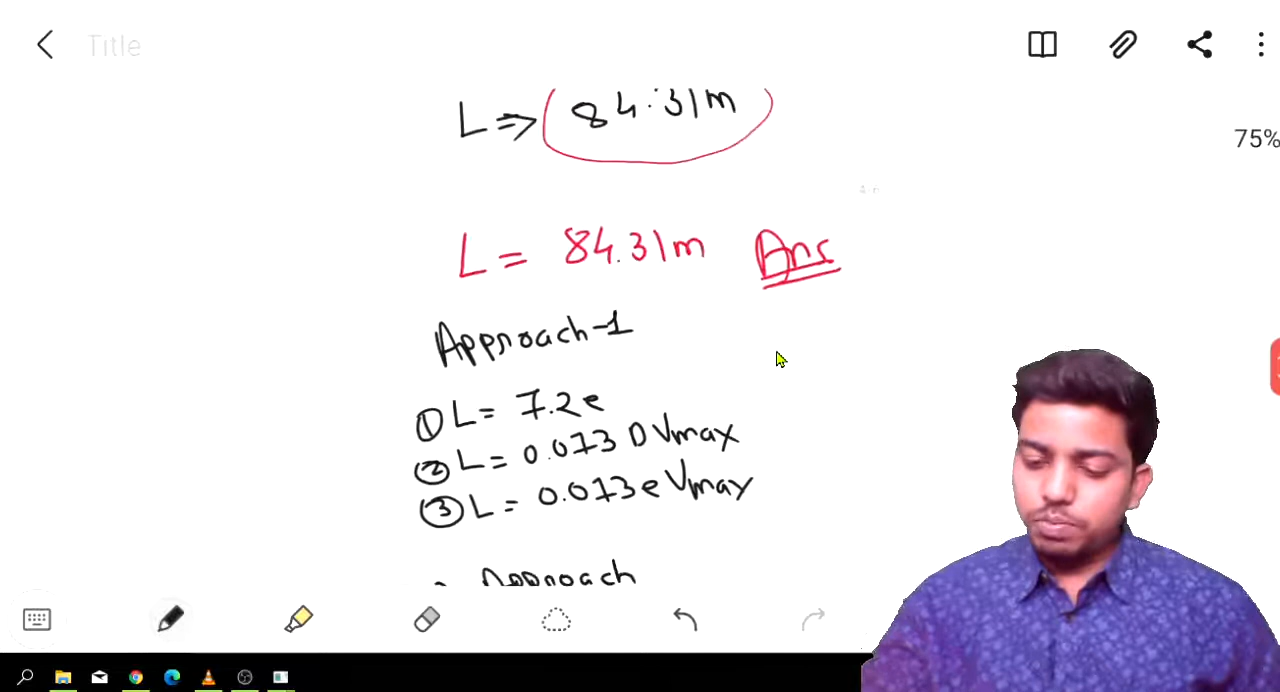 Title
L ⇒ 84.31m
75%
L = 84.31m Ans
Approach-1
① L = 7.2e
② L = 0.073 D Vmax
③ L = 0.073 e Vmax
Approach